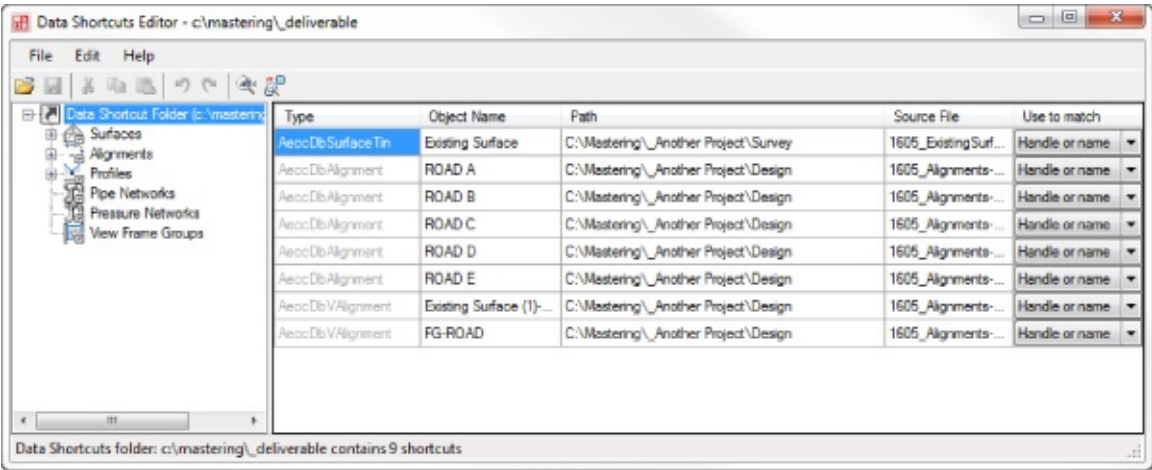 Data Shortcuts Editor - c:\mastering\_deliverable
File Edit Help
Data Shortcut Folder (c:\mastering
Surfaces
Alignments
Profiles
Pipe Networks
Pressure Networks
View Frame Groups
Type Object Name Path Source File Use to match
AeccDbSurfaceTin Existing Surface C:\Mastering\_Another Project\Survey 1605_ExistingSurf... Handle or name
AeccDbAlignment ROAD A C:\Mastering\_Another Project\Design 1605_Alignments-... Handle or name
AeccDbAlignment ROAD B C:\Mastering\_Another Project\Design 1605_Alignments-... Handle or name
AeccDbAlignment ROAD C C:\Mastering\_Another Project\Design 1605_Alignments-... Handle or name
AeccDbAlignment ROAD D C:\Mastering\_Another Project\Design 1605_Alignments-... Handle or name
AeccDbAlignment ROAD E C:\Mastering\_Another Project\Design 1605_Alignments-... Handle or name
AeccDbVAlignment Existing Surface (1)-... C:\Mastering\_Another Project\Design 1605_Alignments-... Handle or name
AeccDbVAlignment FG-ROAD C:\Mastering\_Another Project\Design 1605_Alignments-... Handle or name
Data Shortcuts folder: c:\mastering\_deliverable contains 9 shortcuts